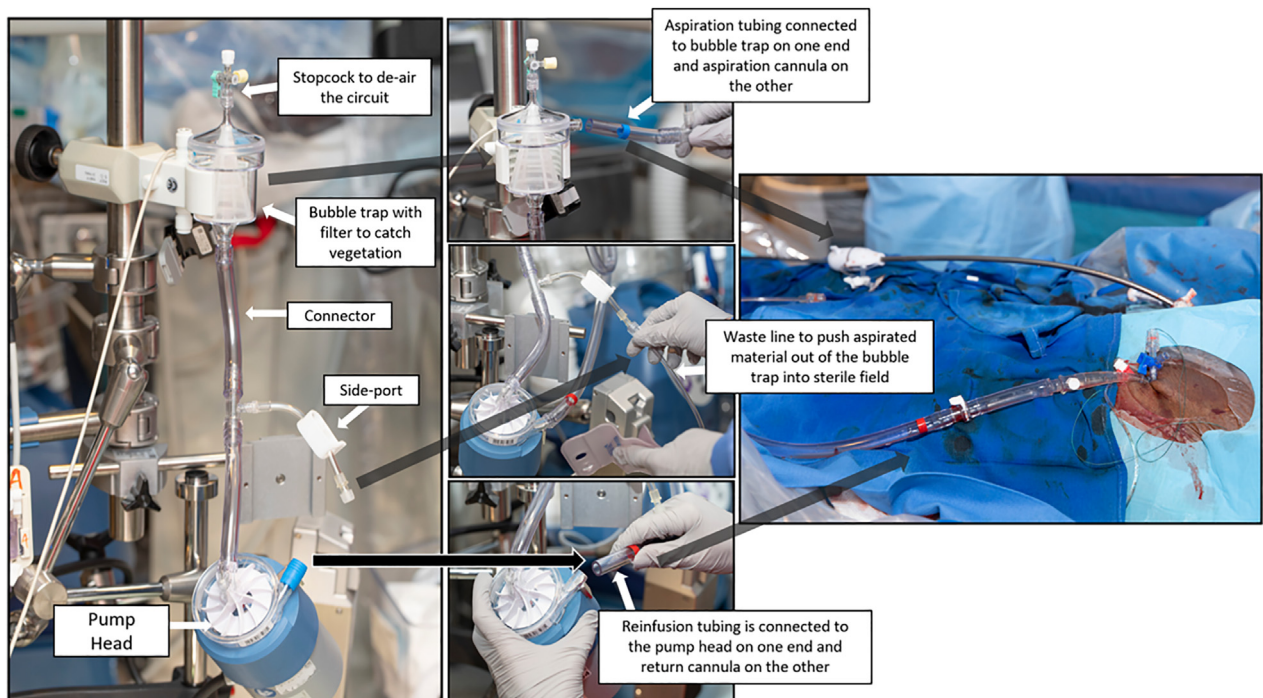 Stopcock to de-air
the circuit
Bubble trap with
filter to catch
vegetation
Connector
Side-port
Pump
Head
Aspiration tubing connected
to bubble trap on one end
and aspiration cannula on
the other
Waste line to push aspirated
material out of the bubble
trap into sterile field
Reinfusion tubing is connected to
the pump head on one end and
return cannula on the other
A